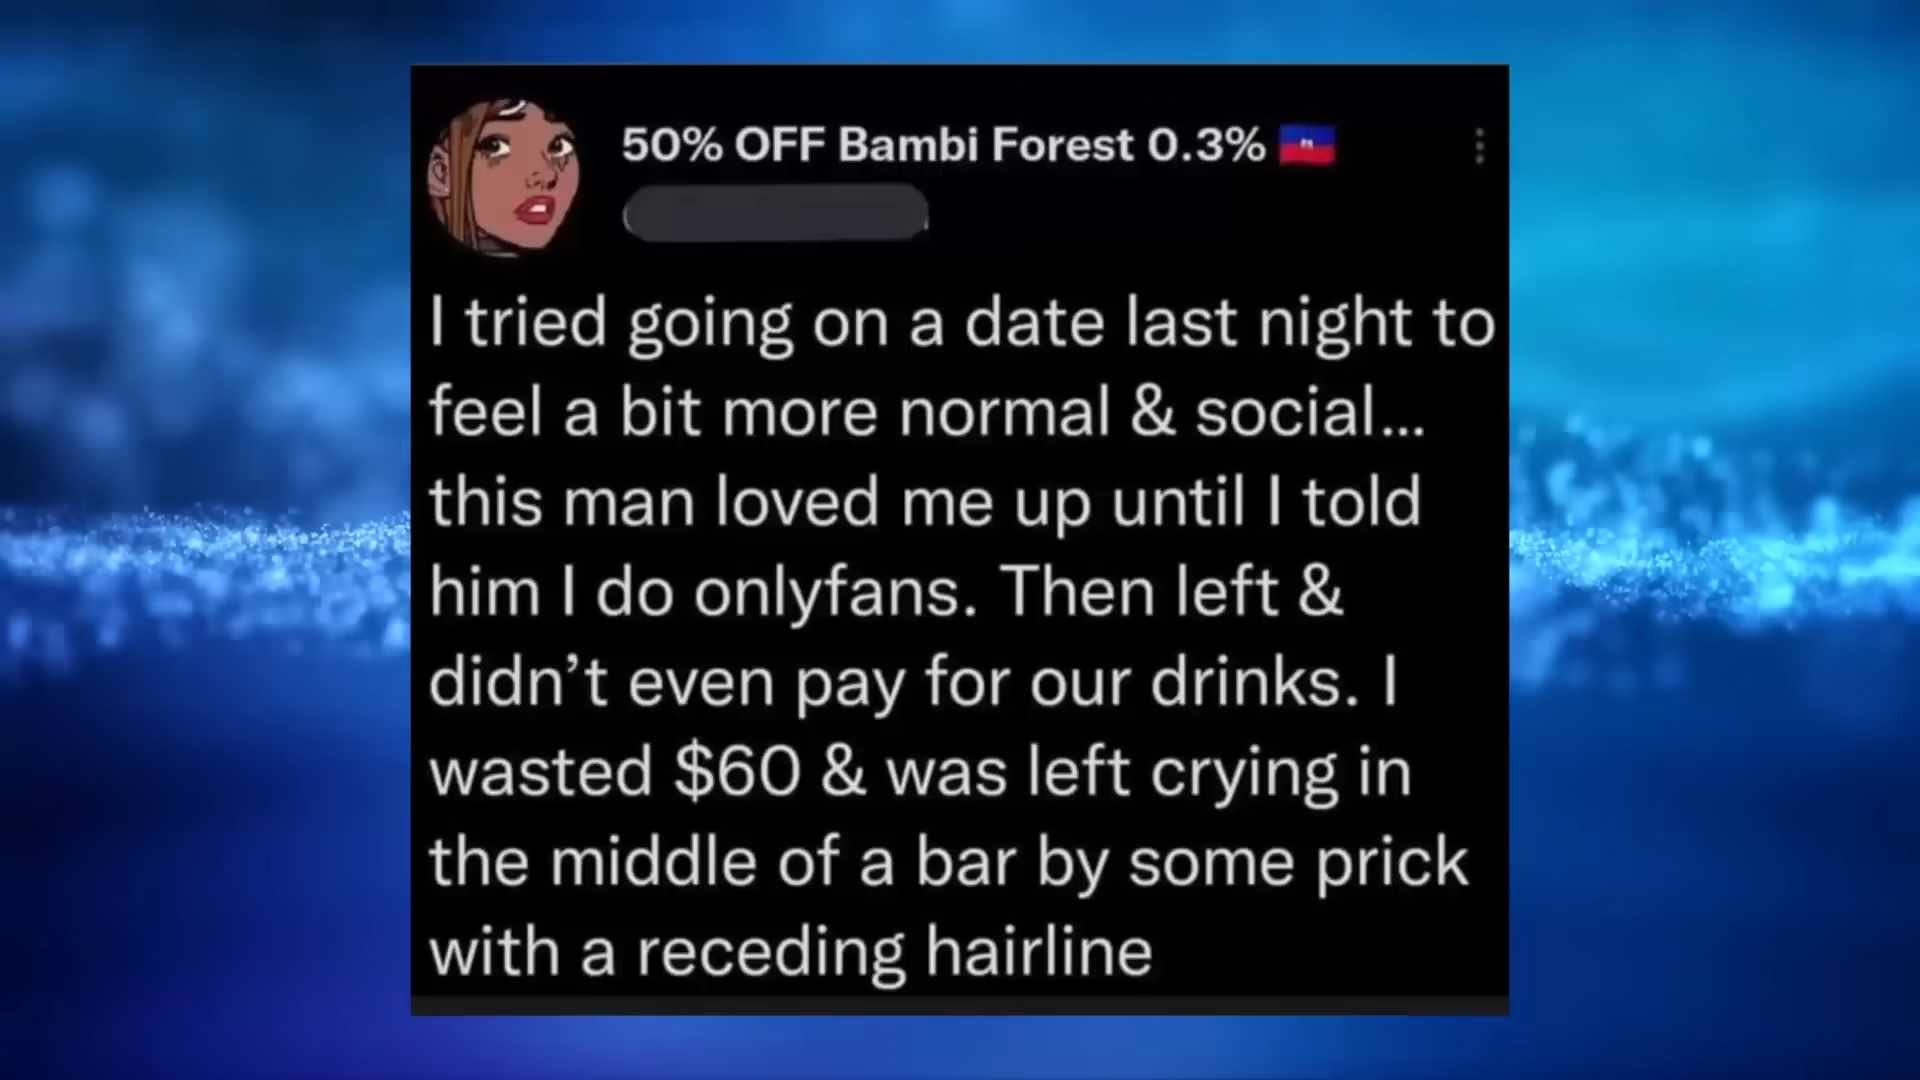 50% OFF Bambi Forest 0.3% 🇭🇹
I tried going on a date last night to
feel a bit more normal & social...
this man loved me up until I told
him I do onlyfans. Then left &
didn’t even pay for our drinks. I
wasted $60 & was left crying in
the middle of a bar by some prick
with a receding hairline